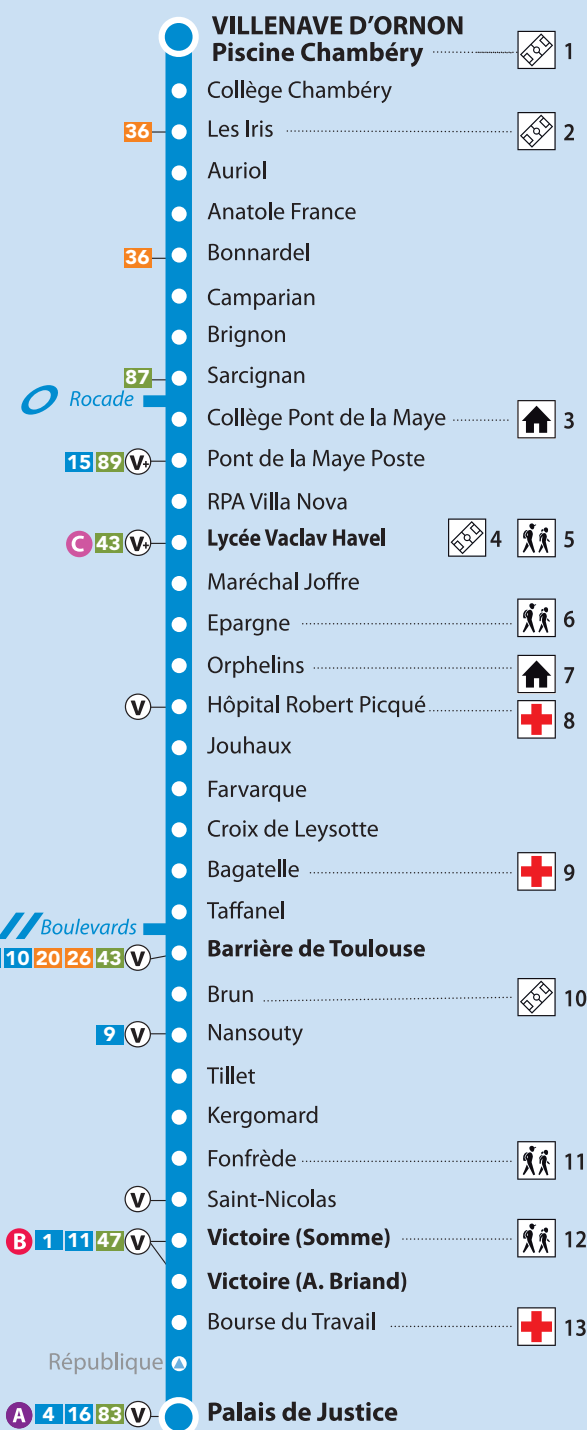 VILLENAVE D'ORNON
Piscine Chambéry 1
Collège Chambéry
36 Les Iris 2
Auriol
Anatole France
36 Bonnardel
Camparian
Brignon
87 Sarcignan
Rocade
Collège Pont de la Maye 3
15 89 V+ Pont de la Maye Poste
RPA Villa Nova
C 43 V+ Lycée Vaclav Havel 4 5
Maréchal Joffre
Epargne 6
Orphelins 7
V Hôpital Robert Picqué 8
Jouhaux
Farvarque
Croix de Leysotte
Bagatelle 9
Taffanel
Boulevards
10 20 26 43 V Barrière de Toulouse
Brun 10
9 V Nansouty
Tillet
Kergomard
Fonfrède 11
V Saint-Nicolas
B 1 11 47 V Victoire (Somme) 12
Victoire (A. Briand)
Bourse du Travail 13
République
A 4 16 83 V Palais de Justice